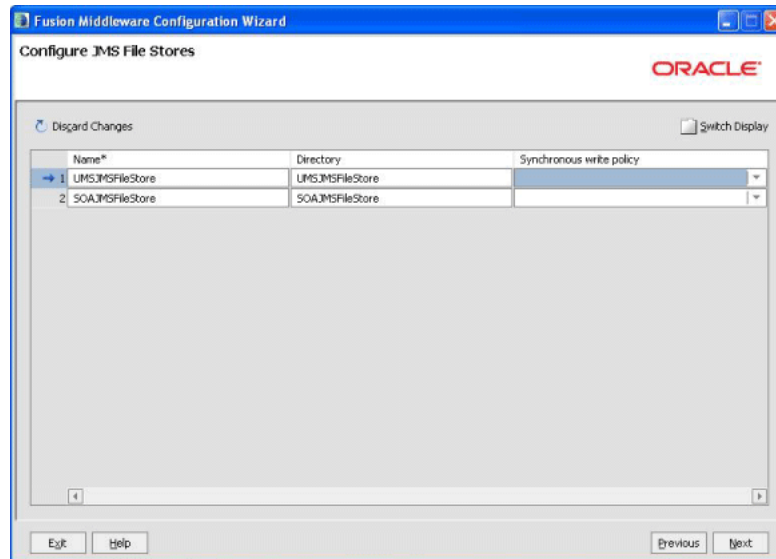 Fusion Middleware Configuration Wizard
Configure JMS File Stores
ORACLE
Discard Changes
Switch Display
Name* Directory Synchronous write policy
1 UMSJMSFileStore UMSJMSFileStore
2 SOAJMSFileStore SOAJMSFileStore
Exit Help Previous Next